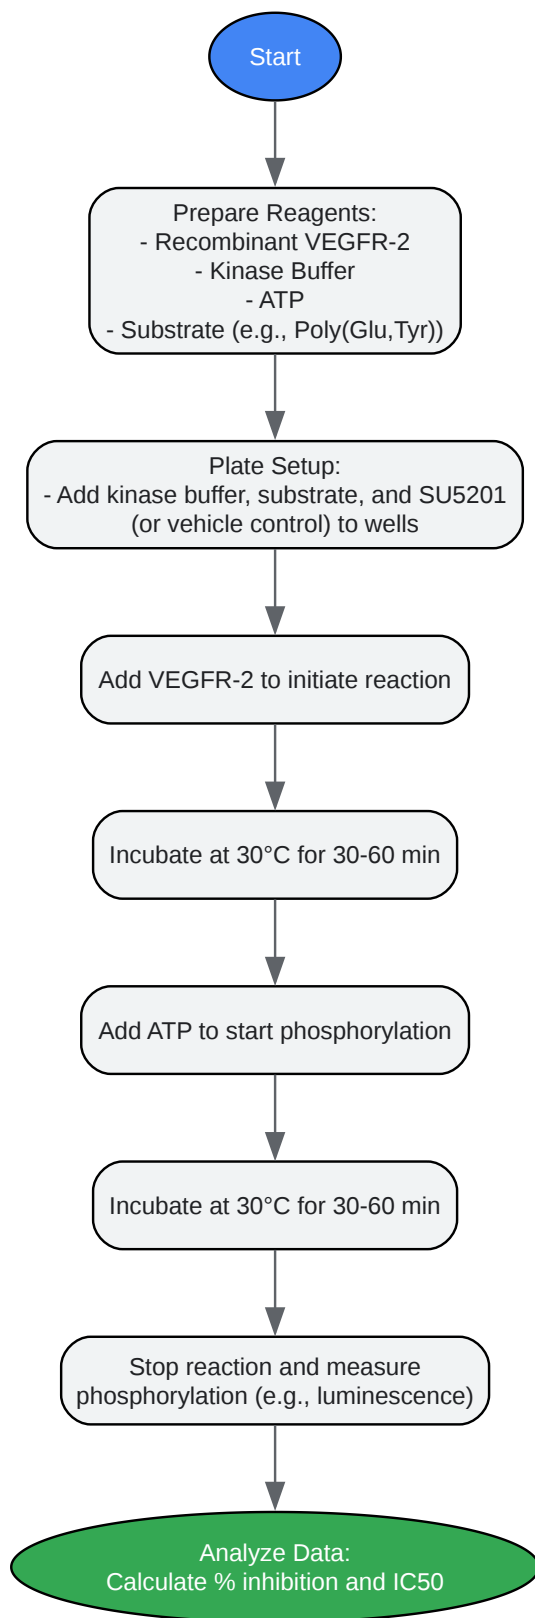 Start
Prepare Reagents:
- Recombinant VEGFR-2
- Kinase Buffer
- ATP
- Substrate (e.g., Poly(Glu,Tyr))
Plate Setup:
- Add kinase buffer, substrate, and SU5201
(or vehicle control) to wells
Add VEGFR-2 to initiate reaction
Incubate at 30°C for 30-60 min
Add ATP to start phosphorylation
Incubate at 30°C for 30-60 min
Stop reaction and measure
phosphorylation (e.g., luminescence)
Analyze Data:
Calculate % inhibition and IC50